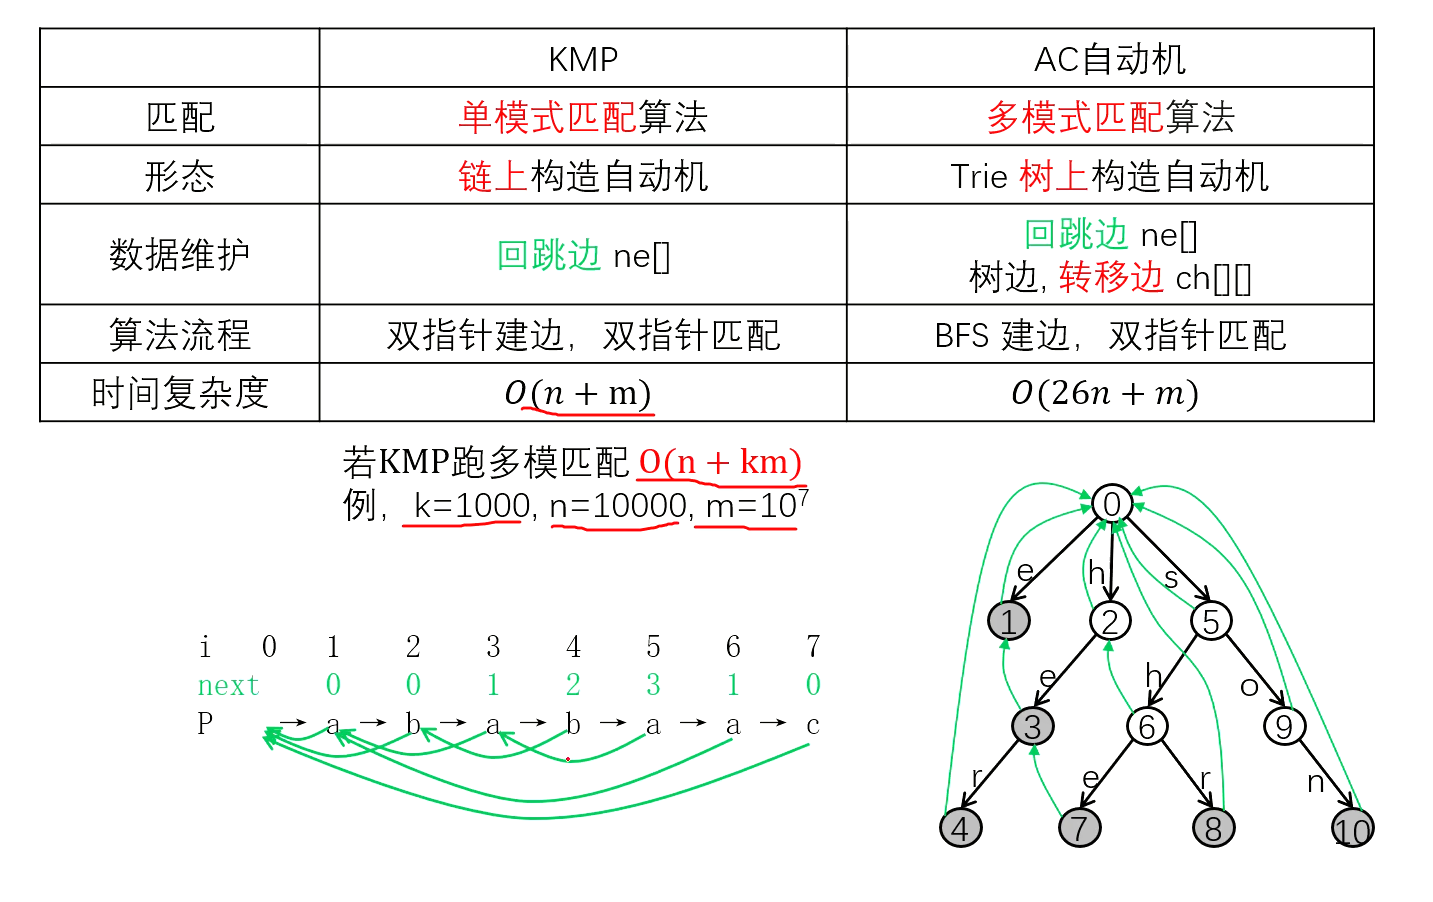 KMP AC自动机
匹配 单模式匹配算法 多模式匹配算法
形态 链上构造自动机 Trie 树上构造自动机
数据维护 回跳边 ne[] 回跳边 ne[]
树边, 转移边 ch[][]
算法流程 双指针建边，双指针匹配 BFS 建边，双指针匹配
时间复杂度 O(n + m) O(26n + m)
若KMP跑多模匹配 O(n + km)
例， k=1000, n=10000, m=10⁷
i 0 1 2 3 4 5 6 7
next 0 0 1 2 3 1 0
P → a → b → a → b → a → a → c
0
e h s
1 2 5
e h o
3 6 9
r e r n
4 7 8 10